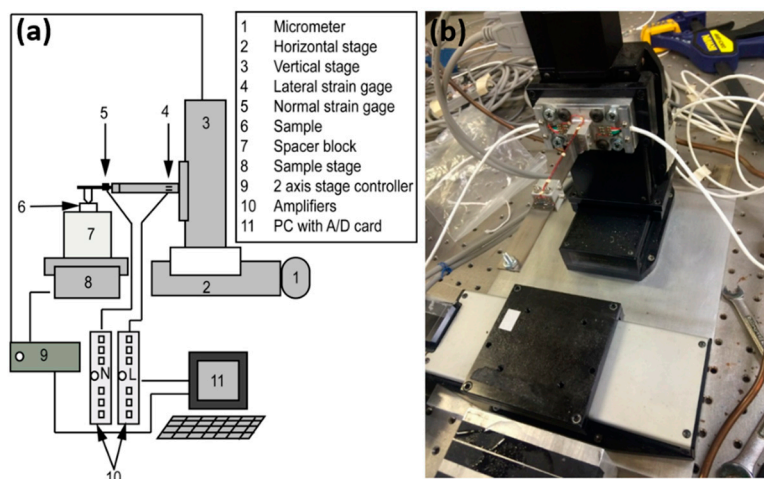 (a)
1 Micrometer
2 Horizontal stage
3 Vertical stage
4 Lateral strain gage
5 Normal strain gage
6 Sample
7 Spacer block
8 Sample stage
9 2 axis stage controller
10 Amplifiers
11 PC with A/D card
5
4
3
6
7
8
2
1
9
N
L
11
10
(b)